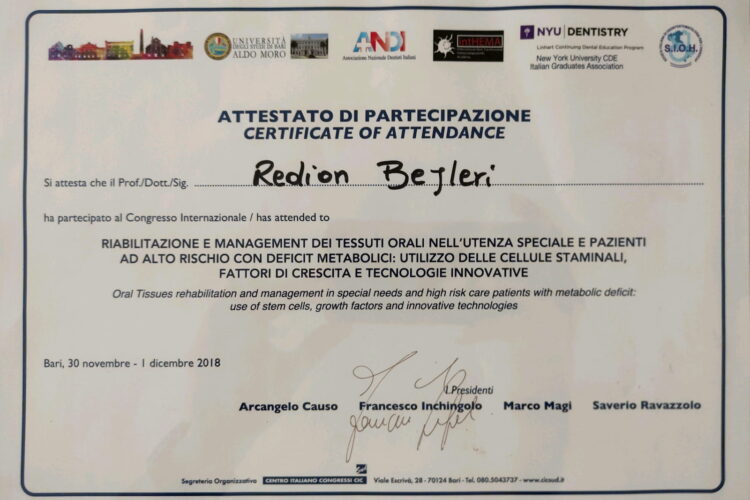 UNIVERSITÀ
DEGLI STUDI DI BARI
ALDO MORO
ANDI
Associazione Nazionale Dentisti Italiani
NYU | DENTISTRY
Linhart Continuing Dental Education Program
New York University CDE
Italian Graduates Association
S.I.O.H.
ATTESTATO DI PARTECIPAZIONE
CERTIFICATE OF ATTENDANCE
Si attesta che il Prof./Dott./Sig. Redion Begleri
ha partecipato al Congresso Internazionale / has attended to
RIABILITAZIONE E MANAGEMENT DEI TESSUTI ORALI NELL'UTENZA SPECIALE E PAZIENTI
AD ALTO RISCHIO CON DEFICIT METABOLICI: UTILIZZO DELLE CELLULE STAMINALI,
FATTORI DI CRESCITA E TECNOLOGIE INNOVATIVE
Oral Tissues rehabilitation and management in special needs and high risk care patients with metabolic deficit:
use of stem cells, growth factors and innovative technologies
Bari, 30 novembre - 1 dicembre 2018
I Presidenti
Arcangelo Causo Francesco Inchingolo Marco Magi Saverio Ravazzolo
Segreteria Organizzativa CENTRO ITALIANO CONGRESSI CIC Viale Escrivà, 28 - 70124 Bari - Tel. 080.5043737 - www.cicsud.it